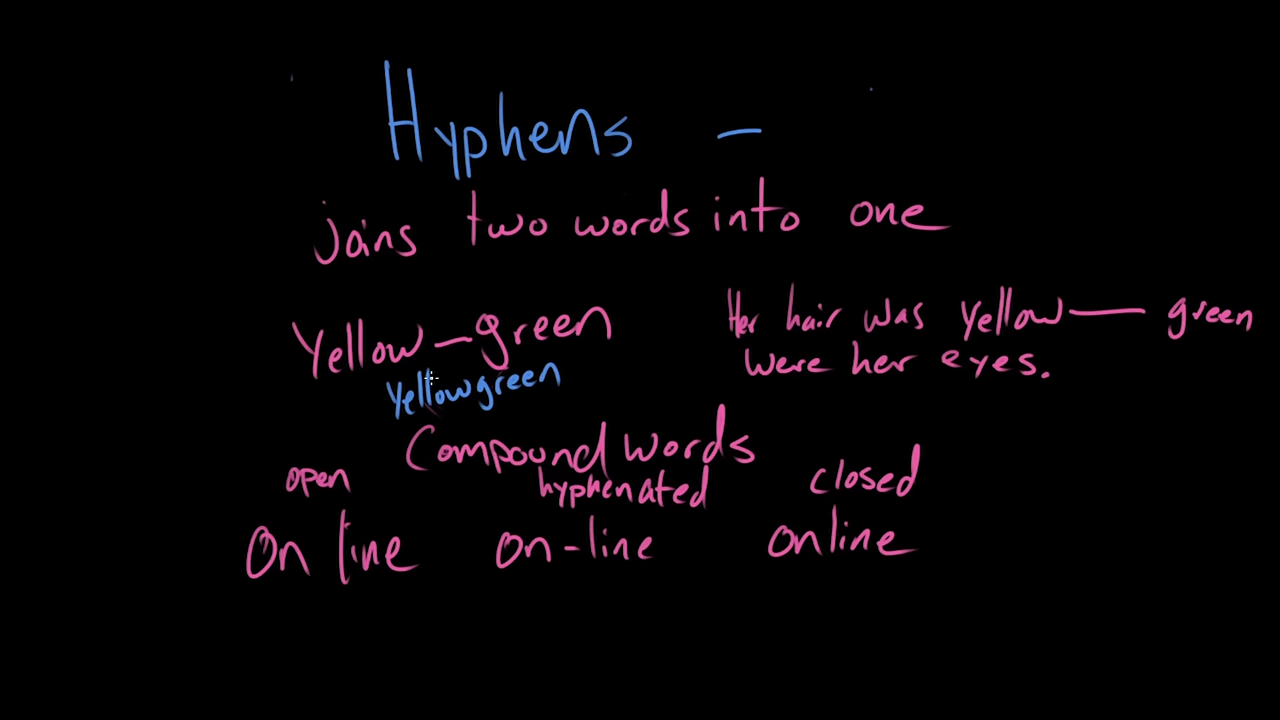 Hyphens -
joins two words into one
Yellow-green
Her hair was yellow— green
were her eyes.
Yellowgreen
Compound words
open
hyphenated
closed
On line
on-line
online